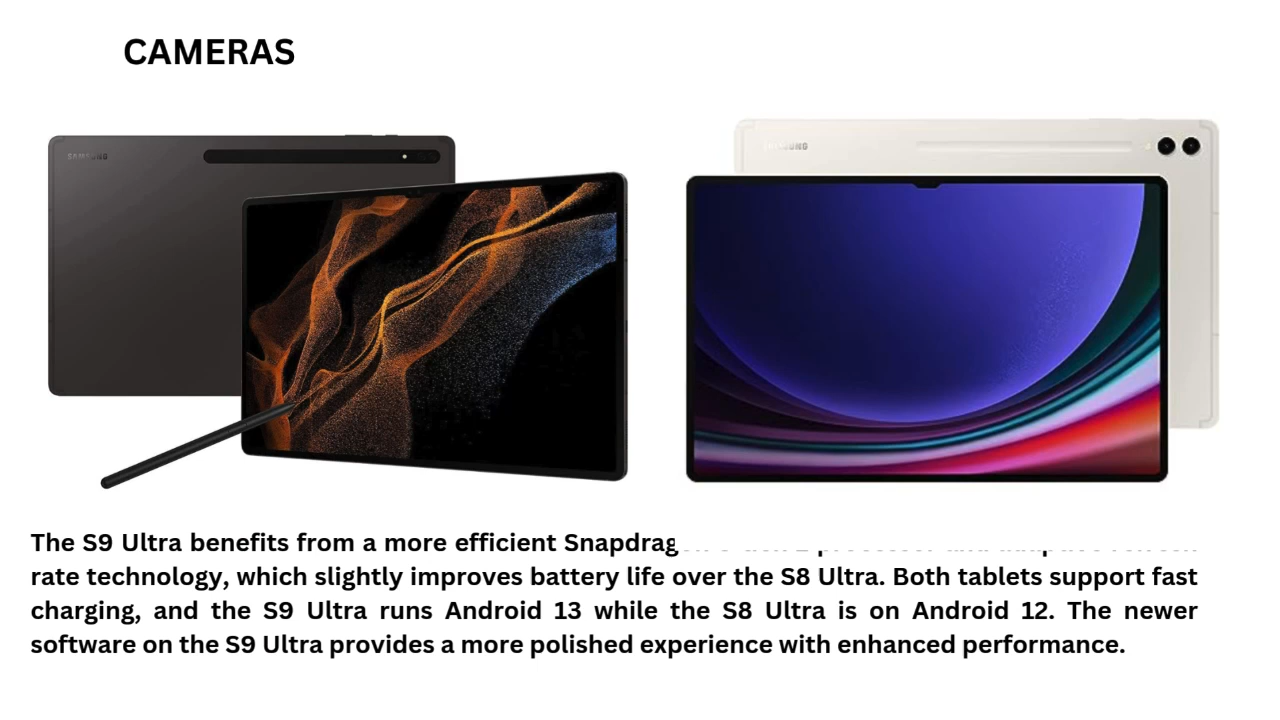 CAMERAS
SAMSUNG
SAMSUNG
The S9 Ultra benefits from a more efficient Snapdragon
rate technology, which slightly improves battery life over the S8 Ultra. Both tablets support fast
charging, and the S9 Ultra runs Android 13 while the S8 Ultra is on Android 12. The newer
software on the S9 Ultra provides a more polished experience with enhanced performance.